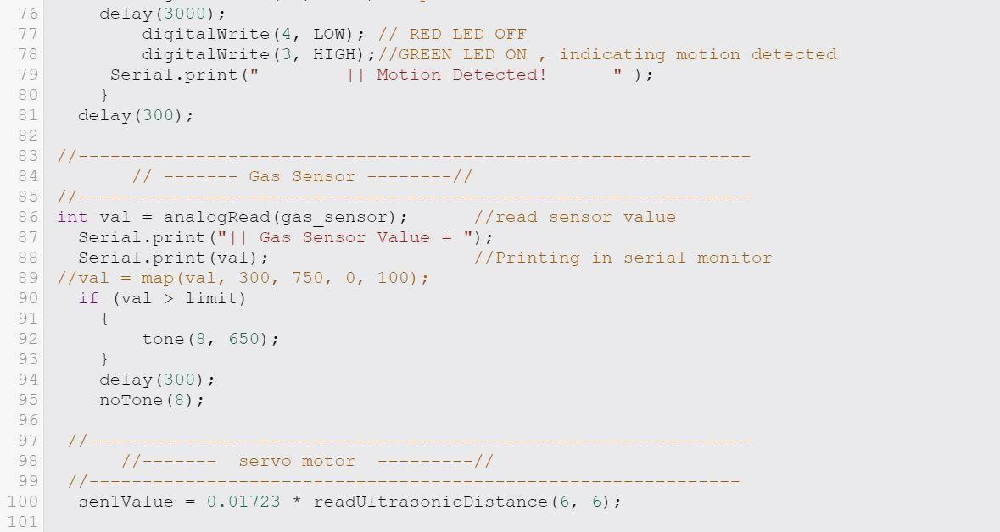 76 delay(3000);
77 digitalWrite(4, LOW); // RED LED OFF
78 digitalWrite(3, HIGH);//GREEN LED ON , indicating motion detected
79 Serial.print("        || Motion Detected!      " );
80 }
81 delay(300);
82
83 //---------------------------------------------------------------
84 // ------- Gas Sensor --------//
85 //---------------------------------------------------------------
86 int val = analogRead(gas_sensor);      //read sensor value
87 Serial.print("|| Gas Sensor Value = ");
88 Serial.print(val);                   //Printing in serial monitor
89 //val = map(val, 300, 750, 0, 100);
90 if (val > limit)
91 {
92 tone(8, 650);
93 }
94 delay(300);
95 noTone(8);
96
97 //--------------------------------------------------------------
98 //-------  servo motor  ---------//
99 //-------------------------------------------------------------
100 sen1Value = 0.01723 * readUltrasonicDistance(6, 6);
101